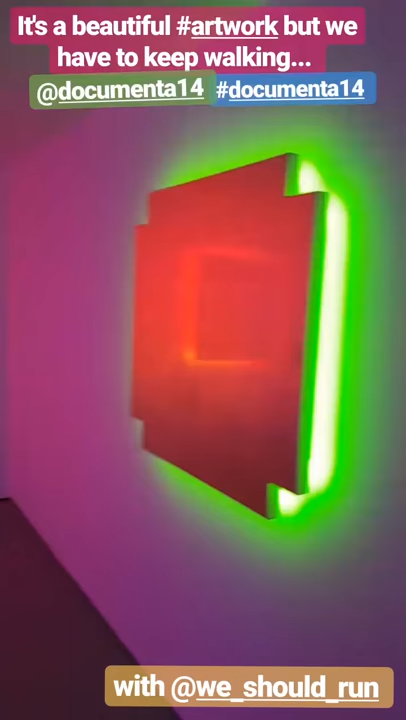 It's a beautiful #artwork but we
have to keep walking...
@documenta14 #documenta14
with @we_should_run